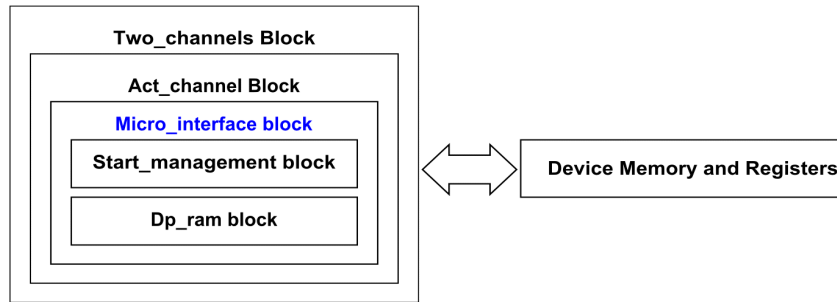 Two_channels Block
Act_channel Block
Micro_interface block
Start_management block
Dp_ram block
Device Memory and Registers